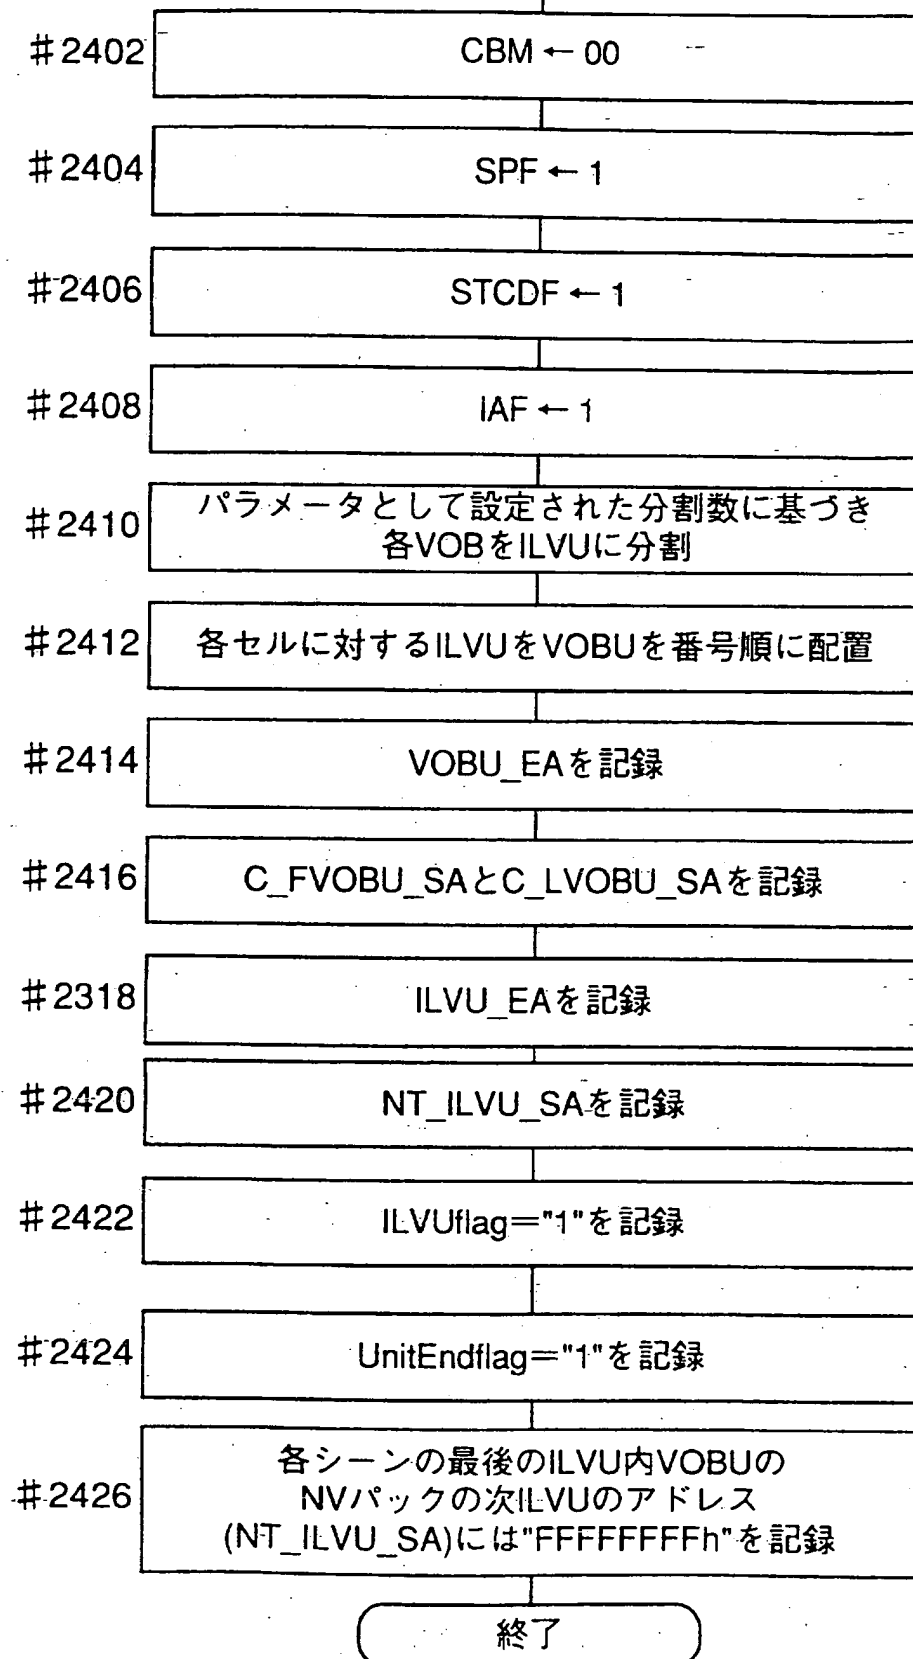 #2402 CBM ← 00
#2404 SPF ← 1
#2406 STCDF ← 1
#2408 IAF ← 1
#2410 パラメータとして設定された分割数に基づき
各VOBをILVUに分割
#2412 各セルに対するILVUをVOBUを番号順に配置
#2414 VOBU_EAを記録
#2416 C_FVOBU_SAとC_LVOBU_SAを記録
#2318 ILVU_EAを記録
#2420 NT_ILVU_SAを記録
#2422 ILVUflag="1"を記録
#2424 UnitEndflag="1"を記録
#2426 各シーンの最後のILVU内VOBUの
NVパックの次ILVUのアドレス
(NT_ILVU_SA)には"FFFFFFFFh"を記録
終了